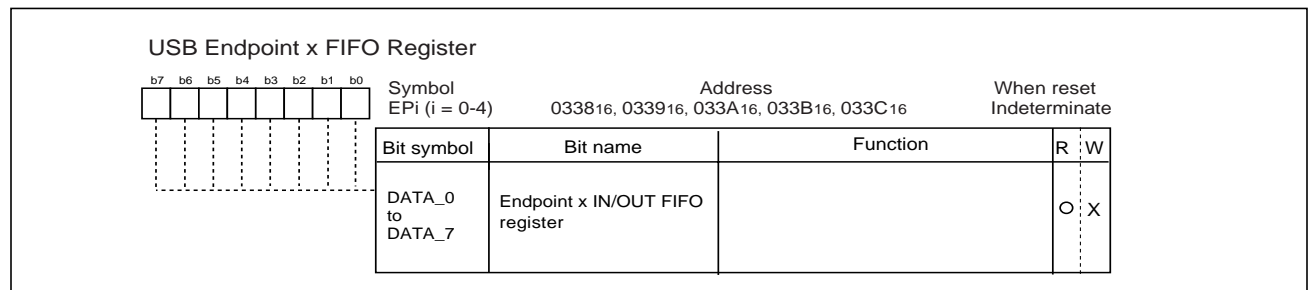 USB Endpoint x FIFO Register
b7 b6 b5 b4 b3 b2 b1 b0
Symbol Address When reset
EPi (i = 0-4) 033816, 033916, 033A16, 033B16, 033C16 Indeterminate
Bit symbol Bit name Function R W
DATA_0
to
DATA_7
Endpoint x IN/OUT FIFO
register
O X